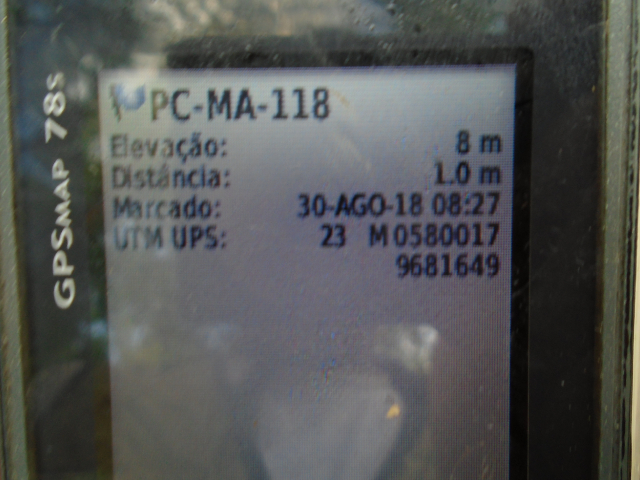 GPSMAP 78s
PC-MA-118
Elevação: 8 m
Distância: 1.0 m
Marcado: 30-AGO-18 08:27
UTM UPS: 23 M 0580017
9681649